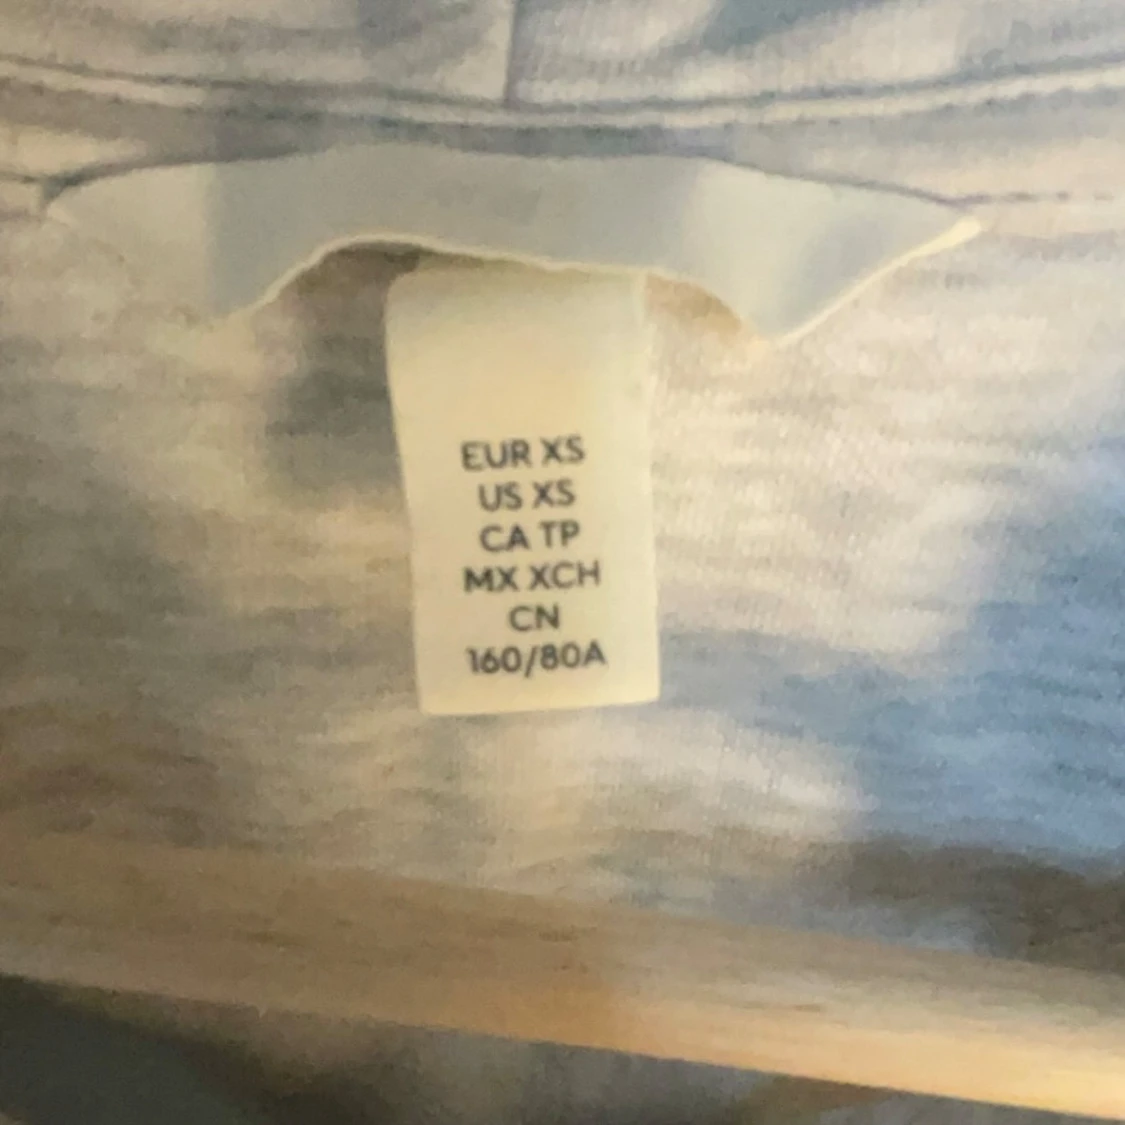 EUR XS
US XS
CA TP
MX XCH
CN
160/80A